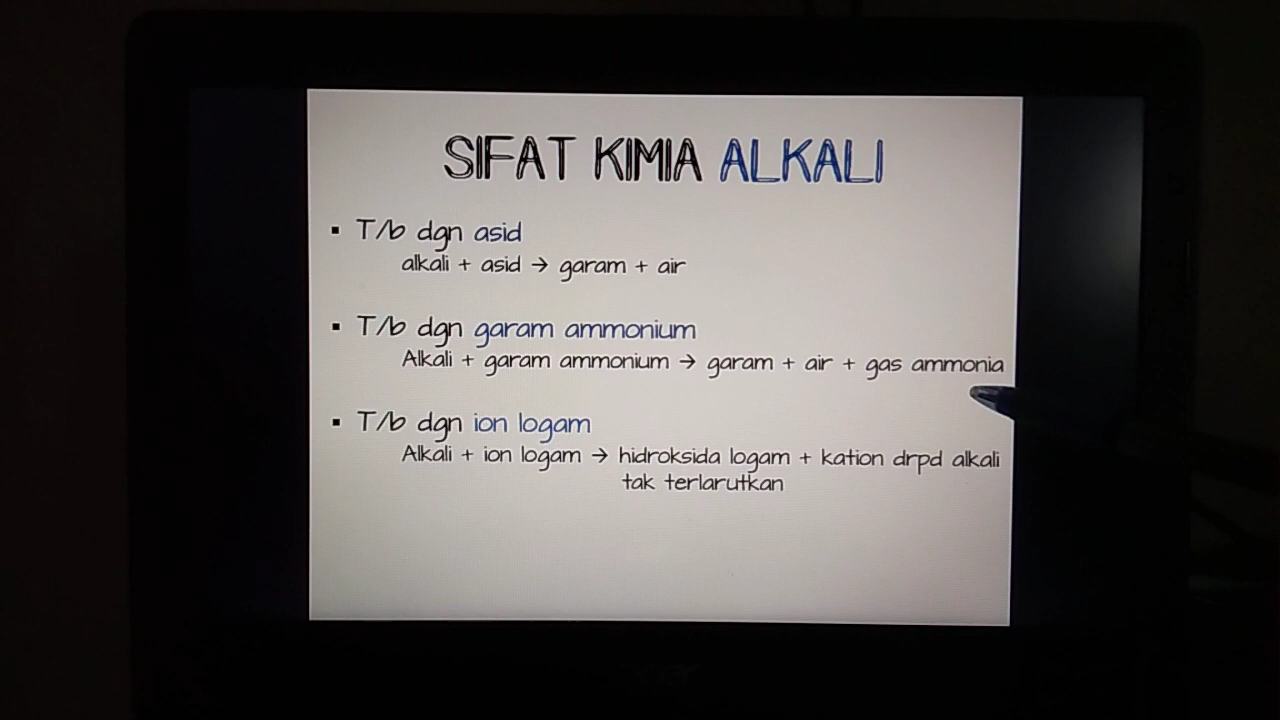 SIFAT KIMIA ALKALI
▪ T/b dgn asid
alkali + asid → garam + air
▪ T/b dgn garam ammonium
Alkali + garam ammonium → garam + air + gas ammonia
▪ T/b dgn ion logam
Alkali + ion logam → hidroksida logam + kation drpd alkali
tak terlarutkan